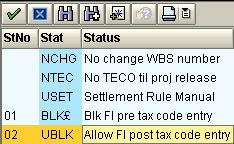 StNo Stat Status
NCHG No change WBS number
NTEC No TECO til proj release
USET Settlement Rule Manual
01 BLK£ Blk FI pre tax code entry
02 UBLK Allow FI post tax code entry